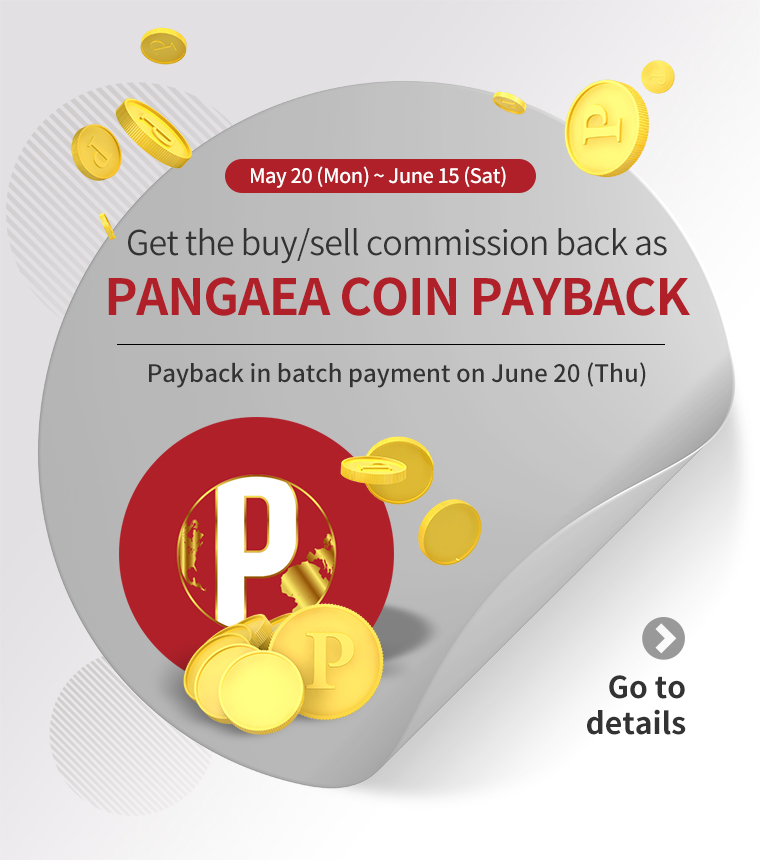 May 20 (Mon) ~ June 15 (Sat)
Get the buy/sell commission back as
PANGAEA COIN PAYBACK
Payback in batch payment on June 20 (Thu)
P
P
Go to
details